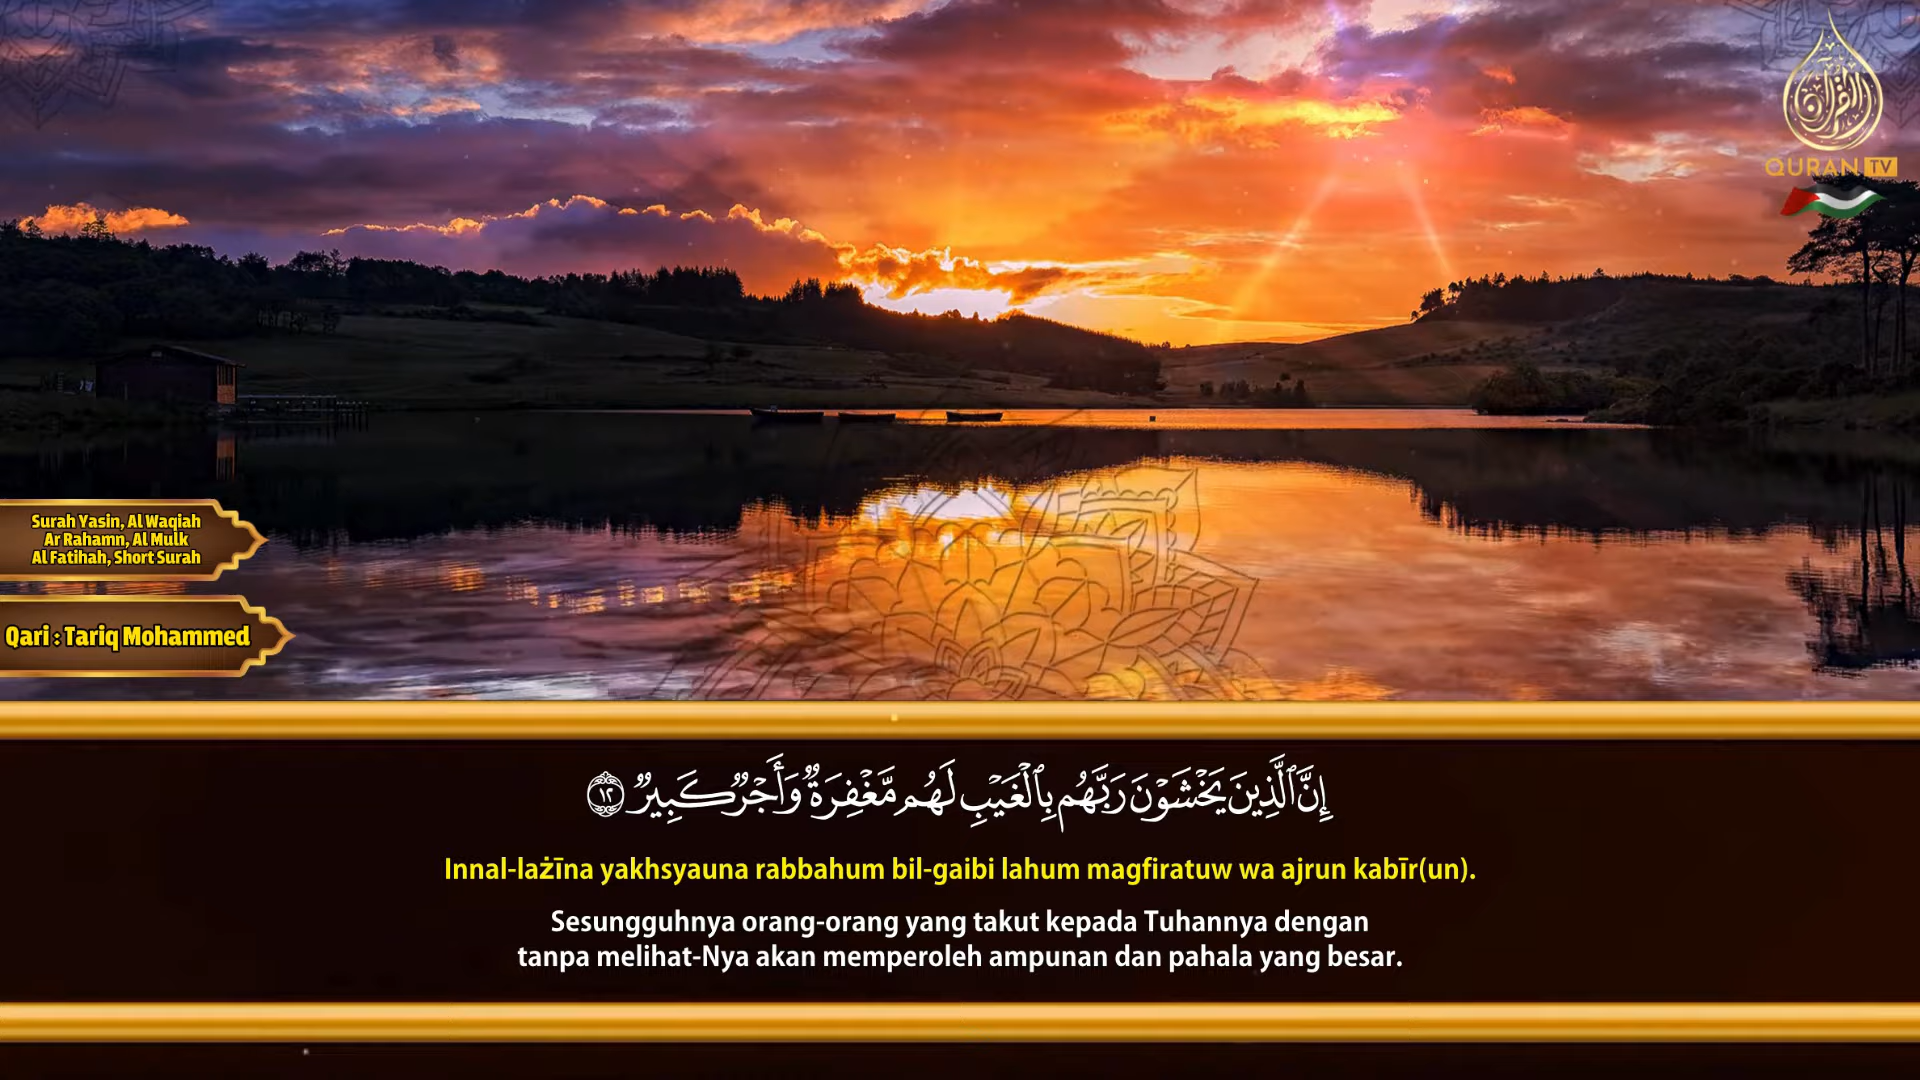 القرآن
QURAN TV
Surah Yasin, Al Waqiah
Ar Rahamn, Al Mulk
Al Fatihah, Short Surah
Qari : Tariq Mohammed
إِنَّ ٱلَّذِينَ يَخْشَوْنَ رَبَّهُم بِٱلْغَيْبِ لَهُم مَّغْفِرَةٌ وَأَجْرٌ كَبِيرٌ ١٢
Innal-lażīna yakhsyauna rabbahum bil-gaibi lahum magfiratuw wa ajrun kabīr(un).
Sesungguhnya orang-orang yang takut kepada Tuhannya dengan
tanpa melihat-Nya akan memperoleh ampunan dan pahala yang besar.